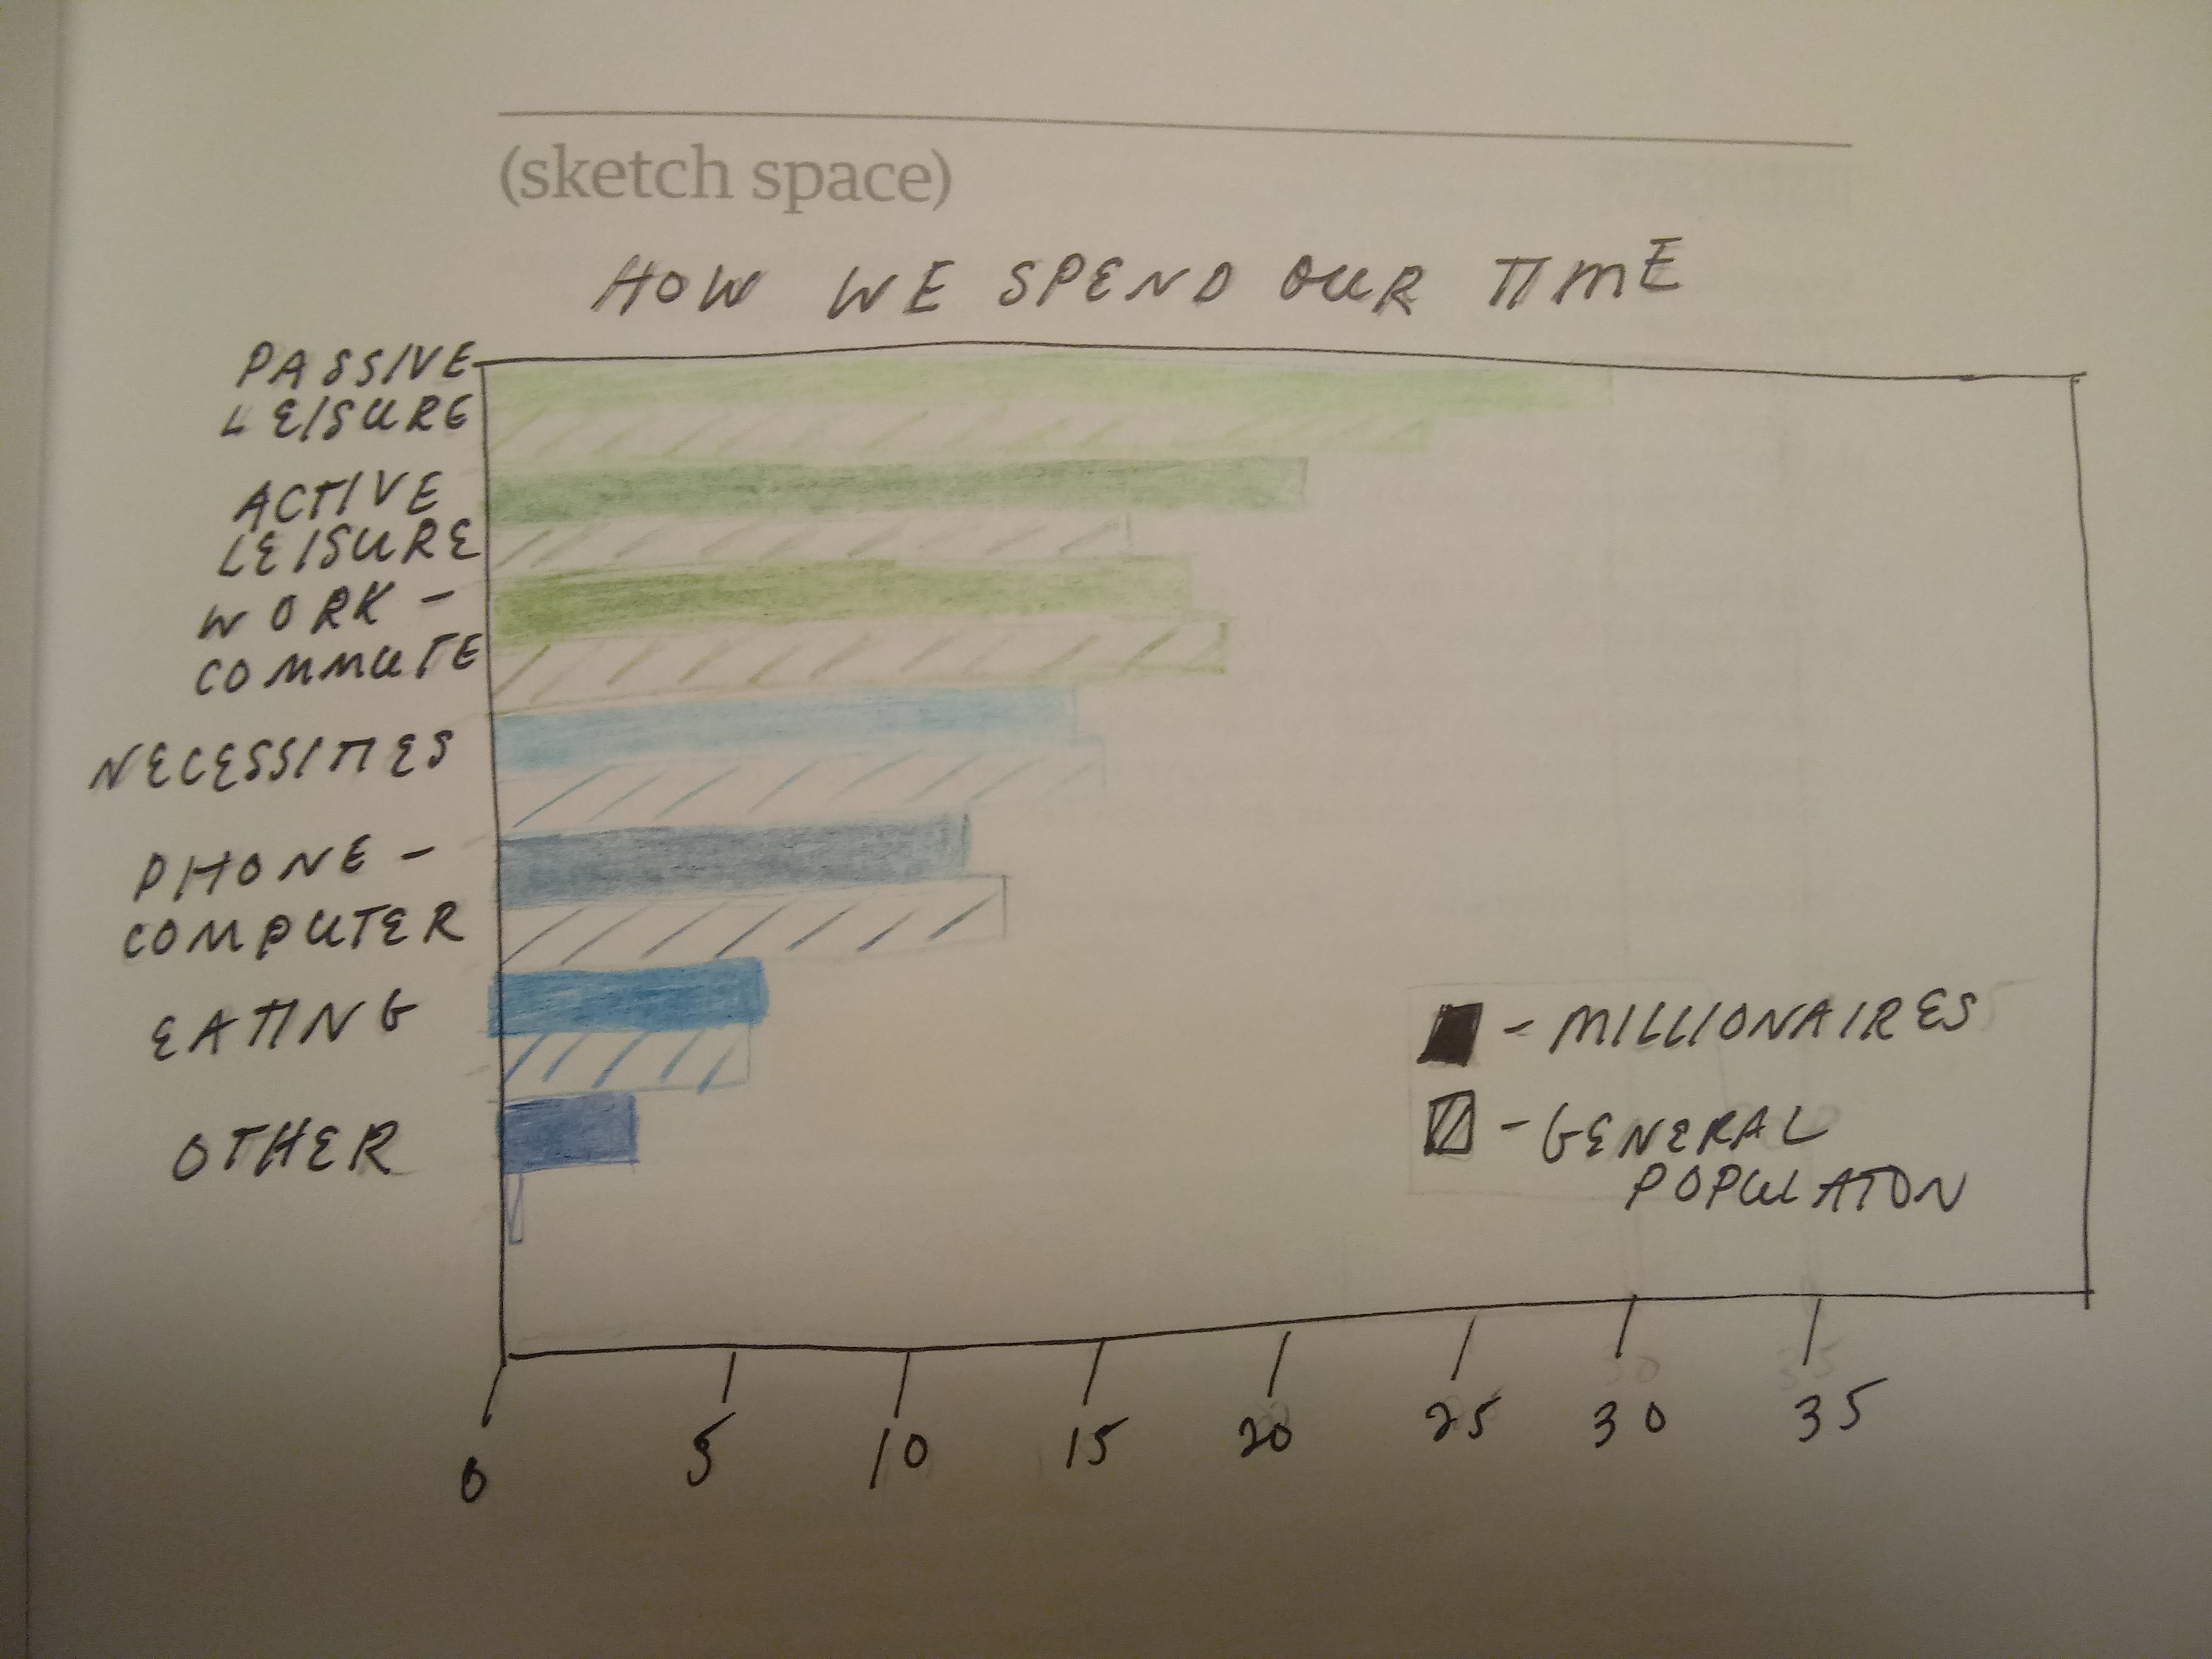 (sketch space)
HOW WE SPEND OUR TIME
PASSIVE
LEISURE
ACTIVE
LEISURE
WORK -
COMMUTE
NECESSITIES
PHONE -
COMPUTER
EATING
OTHER
- MILLIONAIRES
- GENERAL
POPULATON
0 5 10 15 20 25 30 35